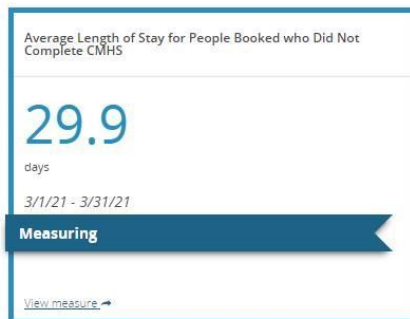 Average Length of Stay for People Booked who Did Not
Complete CMHS
29.9
days
3/1/21 - 3/31/21
Measuring
View measure